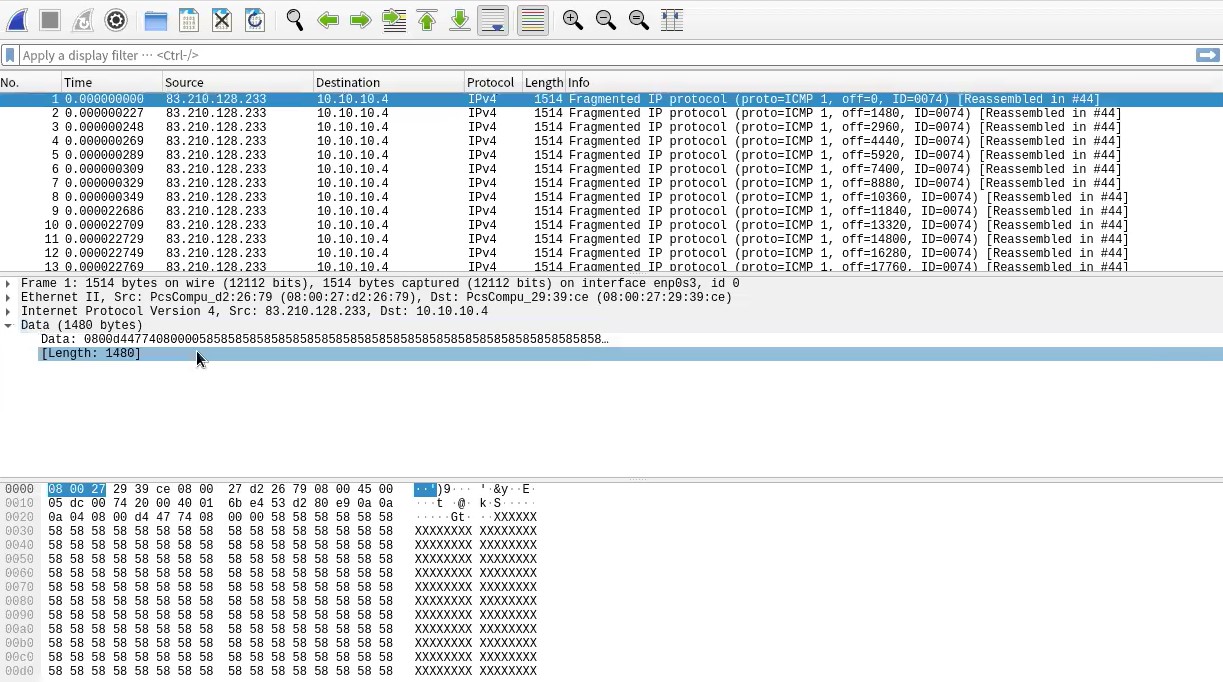 Apply a display filter ··· <Ctrl-/>
No. Time Source Destination Protocol Length Info
1 0.000000000 83.210.128.233 10.10.10.4 IPv4 1514 Fragmented IP protocol (proto=ICMP 1, off=0, ID=0074) [Reassembled in #44]
2 0.000000227 83.210.128.233 10.10.10.4 IPv4 1514 Fragmented IP protocol (proto=ICMP 1, off=1480, ID=0074) [Reassembled in #44]
3 0.000000248 83.210.128.233 10.10.10.4 IPv4 1514 Fragmented IP protocol (proto=ICMP 1, off=2960, ID=0074) [Reassembled in #44]
4 0.000000269 83.210.128.233 10.10.10.4 IPv4 1514 Fragmented IP protocol (proto=ICMP 1, off=4440, ID=0074) [Reassembled in #44]
5 0.000000289 83.210.128.233 10.10.10.4 IPv4 1514 Fragmented IP protocol (proto=ICMP 1, off=5920, ID=0074) [Reassembled in #44]
6 0.000000309 83.210.128.233 10.10.10.4 IPv4 1514 Fragmented IP protocol (proto=ICMP 1, off=7400, ID=0074) [Reassembled in #44]
7 0.000000329 83.210.128.233 10.10.10.4 IPv4 1514 Fragmented IP protocol (proto=ICMP 1, off=8880, ID=0074) [Reassembled in #44]
8 0.000000349 83.210.128.233 10.10.10.4 IPv4 1514 Fragmented IP protocol (proto=ICMP 1, off=10360, ID=0074) [Reassembled in #44]
9 0.000022686 83.210.128.233 10.10.10.4 IPv4 1514 Fragmented IP protocol (proto=ICMP 1, off=11840, ID=0074) [Reassembled in #44]
10 0.000022709 83.210.128.233 10.10.10.4 IPv4 1514 Fragmented IP protocol (proto=ICMP 1, off=13320, ID=0074) [Reassembled in #44]
11 0.000022729 83.210.128.233 10.10.10.4 IPv4 1514 Fragmented IP protocol (proto=ICMP 1, off=14800, ID=0074) [Reassembled in #44]
12 0.000022749 83.210.128.233 10.10.10.4 IPv4 1514 Fragmented IP protocol (proto=ICMP 1, off=16280, ID=0074) [Reassembled in #44]
13 0.000022769 83.210.128.233 10.10.10.4 IPv4 1514 Fragmented IP protocol (proto=ICMP 1, off=17760, ID=0074) [Reassembled in #44]
Frame 1: 1514 bytes on wire (12112 bits), 1514 bytes captured (12112 bits) on interface enp0s3, id 0
Ethernet II, Src: PcsCompu_d2:26:79 (08:00:27:d2:26:79), Dst: PcsCompu_29:39:ce (08:00:27:29:39:ce)
Internet Protocol Version 4, Src: 83.210.128.233, Dst: 10.10.10.4
Data (1480 bytes)
Data: 0800d44774080000585858585858585858585858585858585858585858585858585858585858…
[Length: 1480]
0000 08 00 27 29 39 ce 08 00 27 d2 26 79 08 00 45 00 ··')9··· '·&y··E·
0010 05 dc 00 74 20 00 40 01 6b e4 53 d2 80 e9 0a 0a ···t ·@· k·S·····
0020 0a 04 08 00 d4 47 74 08 00 00 58 58 58 58 58 58 ·····Gt· ··XXXXXX
0030 58 58 58 58 58 58 58 58 58 58 58 58 58 58 58 58 XXXXXXXX XXXXXXXX
0040 58 58 58 58 58 58 58 58 58 58 58 58 58 58 58 58 XXXXXXXX XXXXXXXX
0050 58 58 58 58 58 58 58 58 58 58 58 58 58 58 58 58 XXXXXXXX XXXXXXXX
0060 58 58 58 58 58 58 58 58 58 58 58 58 58 58 58 58 XXXXXXXX XXXXXXXX
0070 58 58 58 58 58 58 58 58 58 58 58 58 58 58 58 58 XXXXXXXX XXXXXXXX
0080 58 58 58 58 58 58 58 58 58 58 58 58 58 58 58 58 XXXXXXXX XXXXXXXX
0090 58 58 58 58 58 58 58 58 58 58 58 58 58 58 58 58 XXXXXXXX XXXXXXXX
00a0 58 58 58 58 58 58 58 58 58 58 58 58 58 58 58 58 XXXXXXXX XXXXXXXX
00b0 58 58 58 58 58 58 58 58 58 58 58 58 58 58 58 58 XXXXXXXX XXXXXXXX
00c0 58 58 58 58 58 58 58 58 58 58 58 58 58 58 58 58 XXXXXXXX XXXXXXXX
00d0 58 58 58 58 58 58 58 58 58 58 58 58 58 58 58 58 XXXXXXXX XXXXXXXX